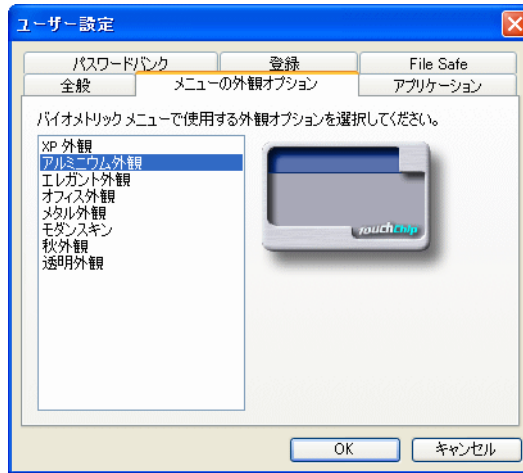 ユーザー設定
パスワードバンク
登録
File Safe
全般
メニューの外観オプション
アプリケーション
バイオメトリック メニューで使用する外観オプションを選択してください。
XP 外観
アルミニウム外観
エレガント外観
オフィス外観
メタル外観
モダンスキン
秋外観
透明外観
touchchip
OK
キャンセル